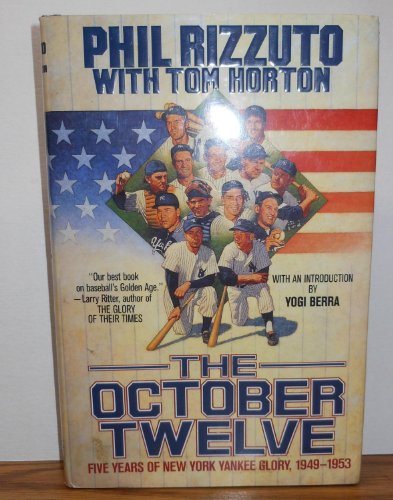 PHIL RIZZUTO
WITH TOM HORTON
"Our best book
on baseball's Golden Age."
—Larry Ritter, author of
THE GLORY
OF THEIR TIMES
WITH AN INTRODUCTION
BY
YOGI BERRA
THE
OCTOBER
TWELVE
FIVE YEARS OF NEW YORK YANKEE GLORY, 1949–1953